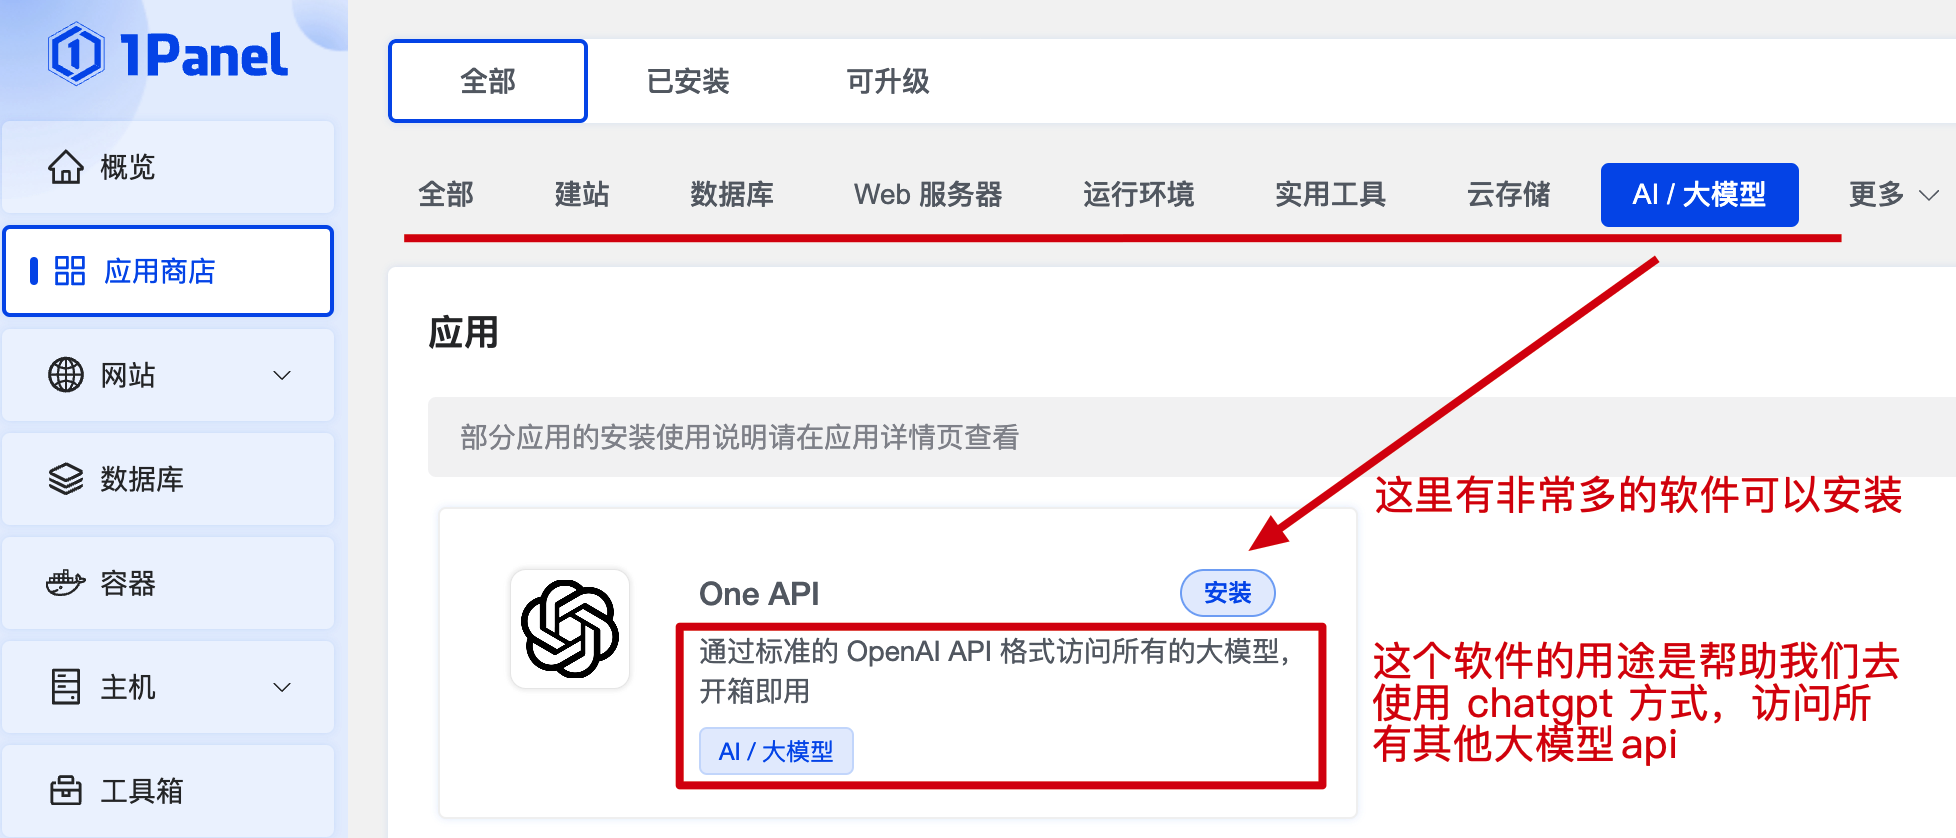 1Panel
概览
应用商店
网站
数据库
容器
主机
工具箱
全部 已安装 可升级
全部 建站 数据库 Web 服务器 运行环境 实用工具 云存储 AI / 大模型 更多
应用
部分应用的安装使用说明请在应用详情页查看
这里有非常多的软件可以安装
One API 安装
通过标准的 OpenAI API 格式访问所有的大模型，
开箱即用
AI / 大模型
这个软件的用途是帮助我们去
使用 chatgpt 方式，访问所
有其他大模型api